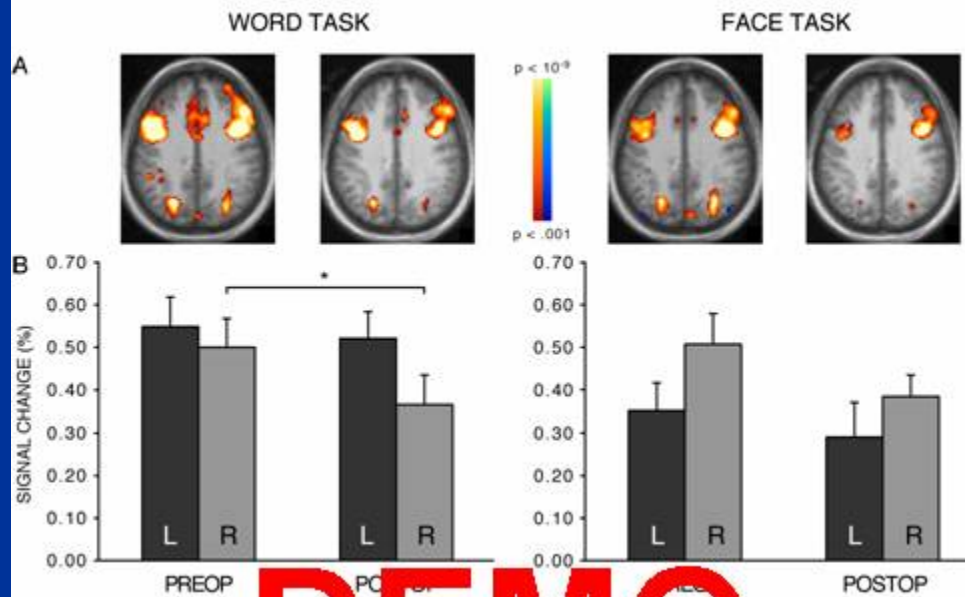 WORD TASK
FACE TASK
A
p < 10⁻⁹
p < .001
B
SIGNAL CHANGE (%)
0.70
0.60
0.50
0.40
0.30
0.20
0.10
0.00
*
L
R
L
R
PREOP
0.70
0.60
0.50
0.40
0.30
0.20
0.10
0.00
L
R
L
R
POSTOP
DEMO